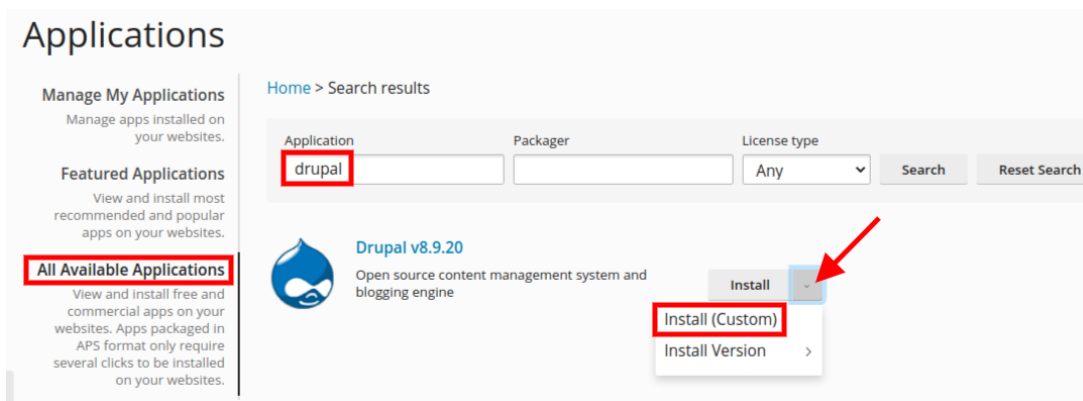 Applications
Manage My Applications
Manage apps installed on
your websites.
Featured Applications
View and install most
recommended and popular
apps on your websites.
All Available Applications
View and install free and
commercial apps on your
websites. Apps packaged in
APS format only require
several clicks to be installed
on your websites.
Home > Search results
Application
Packager
License type
drupal
Any
Search
Reset Search
Drupal v8.9.20
Open source content management system and
blogging engine
Install
Install (Custom)
Install Version >